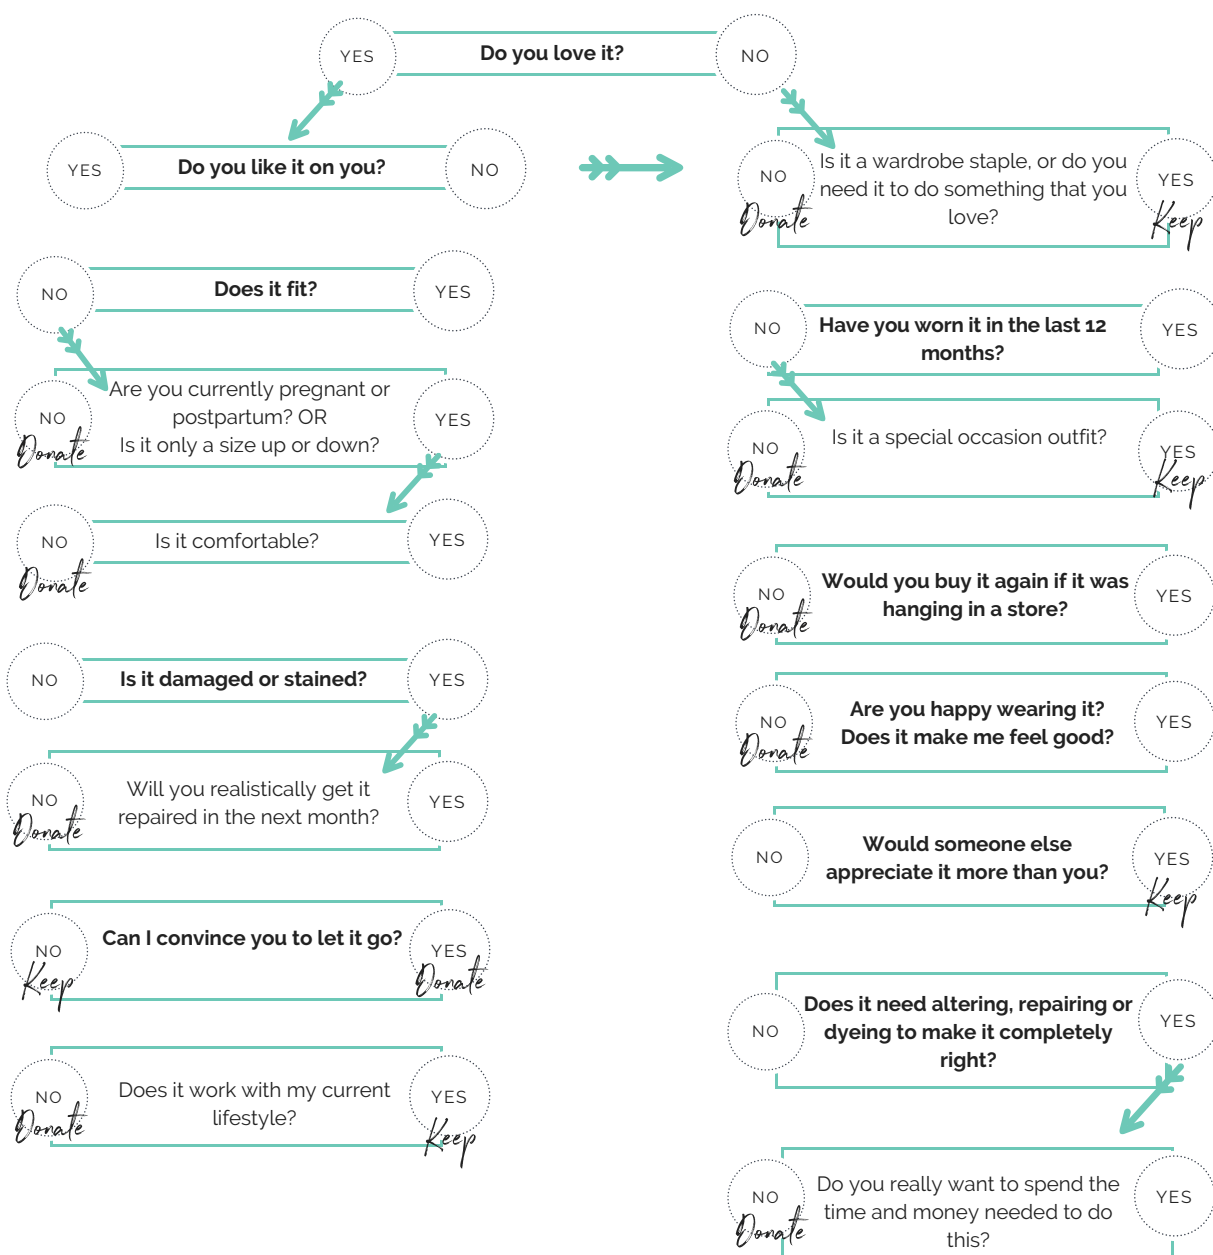 YES
Do you love it?
NO
YES
Do you like it on you?
NO
NO
Donate
Is it a wardrobe staple, or do you
need it to do something that you
love?
YES
Keep
NO
Does it fit?
YES
NO
Donate
Are you currently pregnant or
postpartum? OR
Is it only a size up or down?
YES
NO
Donate
Is it comfortable?
YES
NO
Is it damaged or stained?
YES
NO
Donate
Will you realistically get it
repaired in the next month?
YES
NO
Keep
Can I convince you to let it go?
YES
Donate
NO
Donate
Does it work with my current
lifestyle?
YES
Keep
NO
Have you worn it in the last 12
months?
YES
NO
Donate
Is it a special occasion outfit?
YES
Keep
NO
Donate
Would you buy it again if it was
hanging in a store?
YES
NO
Donate
Are you happy wearing it?
Does it make me feel good?
YES
NO
Would someone else
appreciate it more than you?
YES
Keep
NO
Does it need altering, repairing or
dyeing to make it completely
right?
YES
NO
Donate
Do you really want to spend the
time and money needed to do
this?
YES